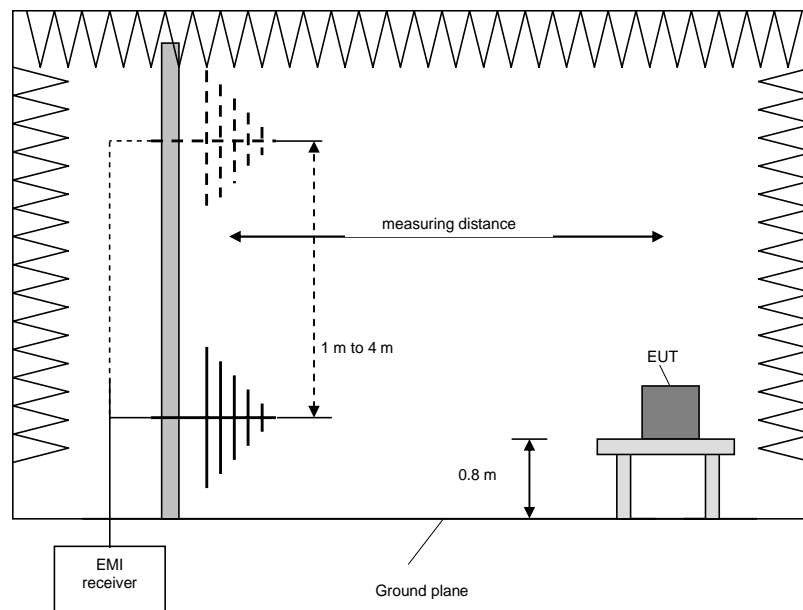 measuring distance
1 m to 4 m
EUT
0.8 m
EMI
receiver
Ground plane